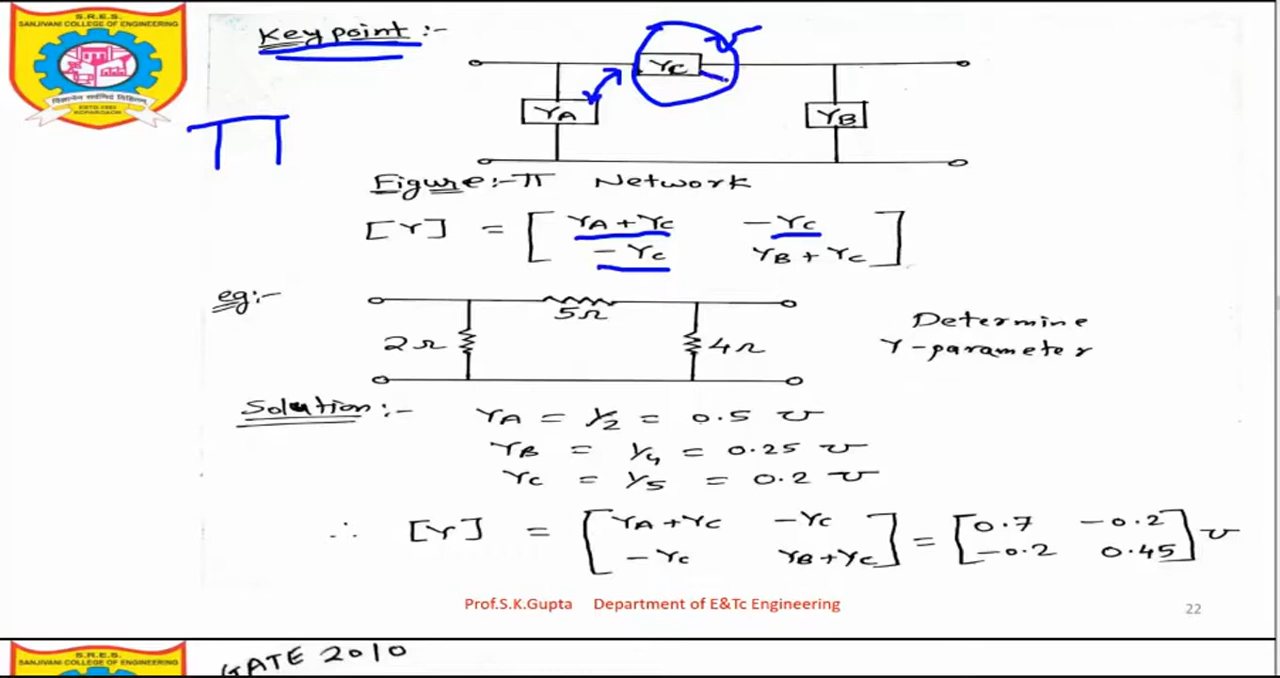 S.R.E.S.
SANJIVANI COLLEGE OF ENGINEERING
Key point :-
Yc
YA
YB
π
Figure:- π Network
[Y] = [ YA + Yc   - Yc
- Yc   YB + Yc ]
eg:-
5Ω
2Ω
4Ω
Determine
Y-parameter
Solution :-
YA = 1/2 = 0.5 ℧
YB = 1/4 = 0.25 ℧
Yc = 1/5 = 0.2 ℧
∴ [Y] = [ YA + Yc   - Yc ] = [ 0.7   -0.2 ] ℧
- Yc   YB + Yc   -0.2   0.45
Prof.S.K.Gupta Department of E&Tc Engineering
22
S.R.E.S.
SANJIVANI COLLEGE OF ENGINEERING
GATE 2010